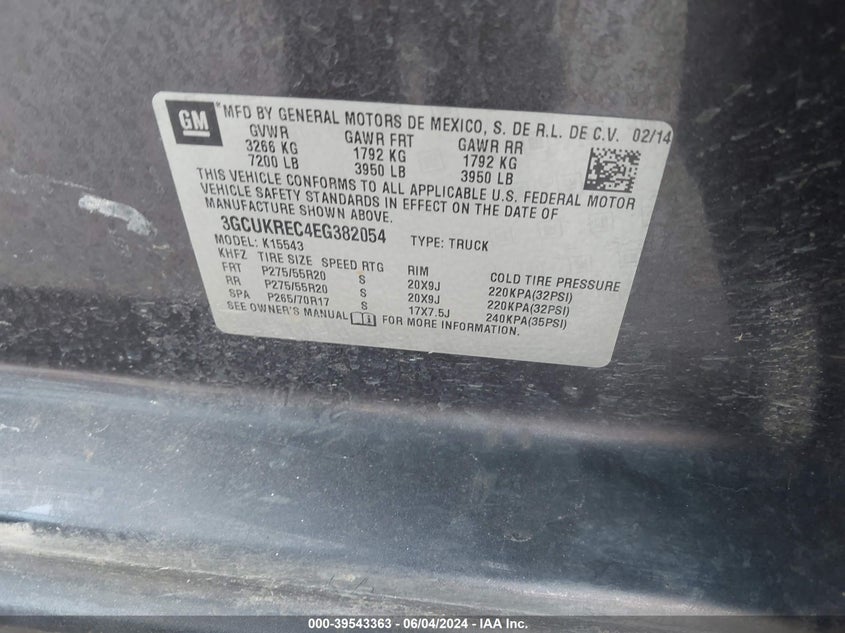 GM *MFD BY GENERAL MOTORS DE MEXICO, S. DE R.L. DE C.V. 02/14
GVWR GAWR FRT GAWR RR
3266 KG 1792 KG 1792 KG
7200 LB 3950 LB 3950 LB
THIS VEHICLE CONFORMS TO ALL APPLICABLE U.S. FEDERAL MOTOR
VEHICLE SAFETY STANDARDS IN EFFECT ON THE DATE OF
MANUFACTURE SHOWN ABOVE.
3GCUKREC4EG382054 TYPE: TRUCK
MODEL: K15543
KHFZ TIRE SIZE SPEED RTG RIM COLD TIRE PRESSURE
FRT P275/55R20 S 20X9J 220KPA(32PSI)
RR P275/55R20 S 20X9J 220KPA(32PSI)
SPA P265/70R17 S 17X7.5J 240KPA(35PSI)
SEE OWNER'S MANUAL FOR MORE INFORMATION.
000-39543363 - 06/04/2024 - IAA Inc.